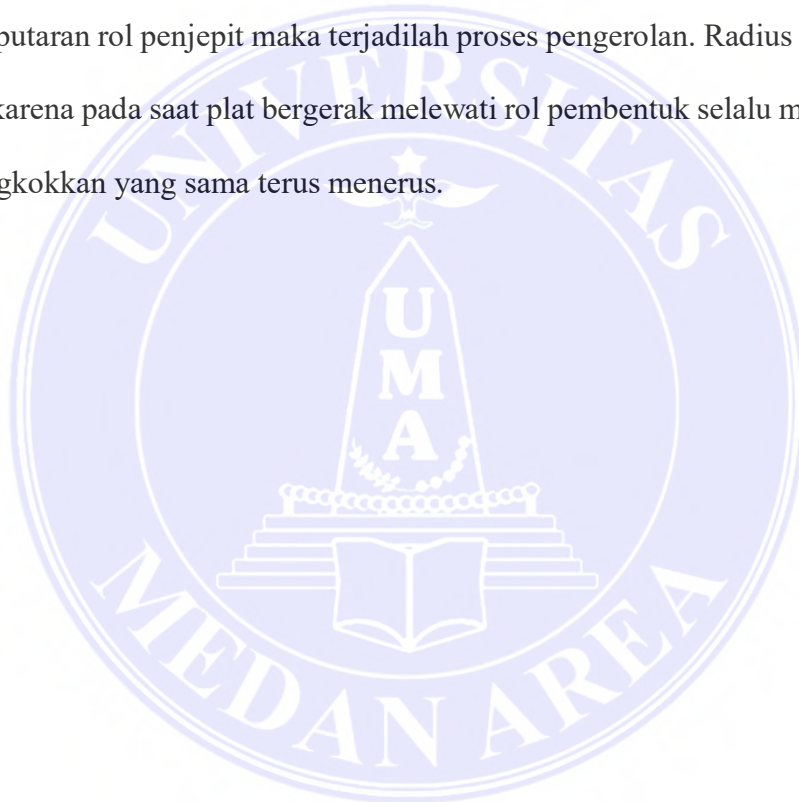 putaran rol penjepit maka terjadilah proses pengerolan. Radius
karena pada saat plat bergerak melewati rol pembentuk selalu m
gkokkan yang sama terus menerus.
UNIVERSITAS
UMA
MEDAN AREA